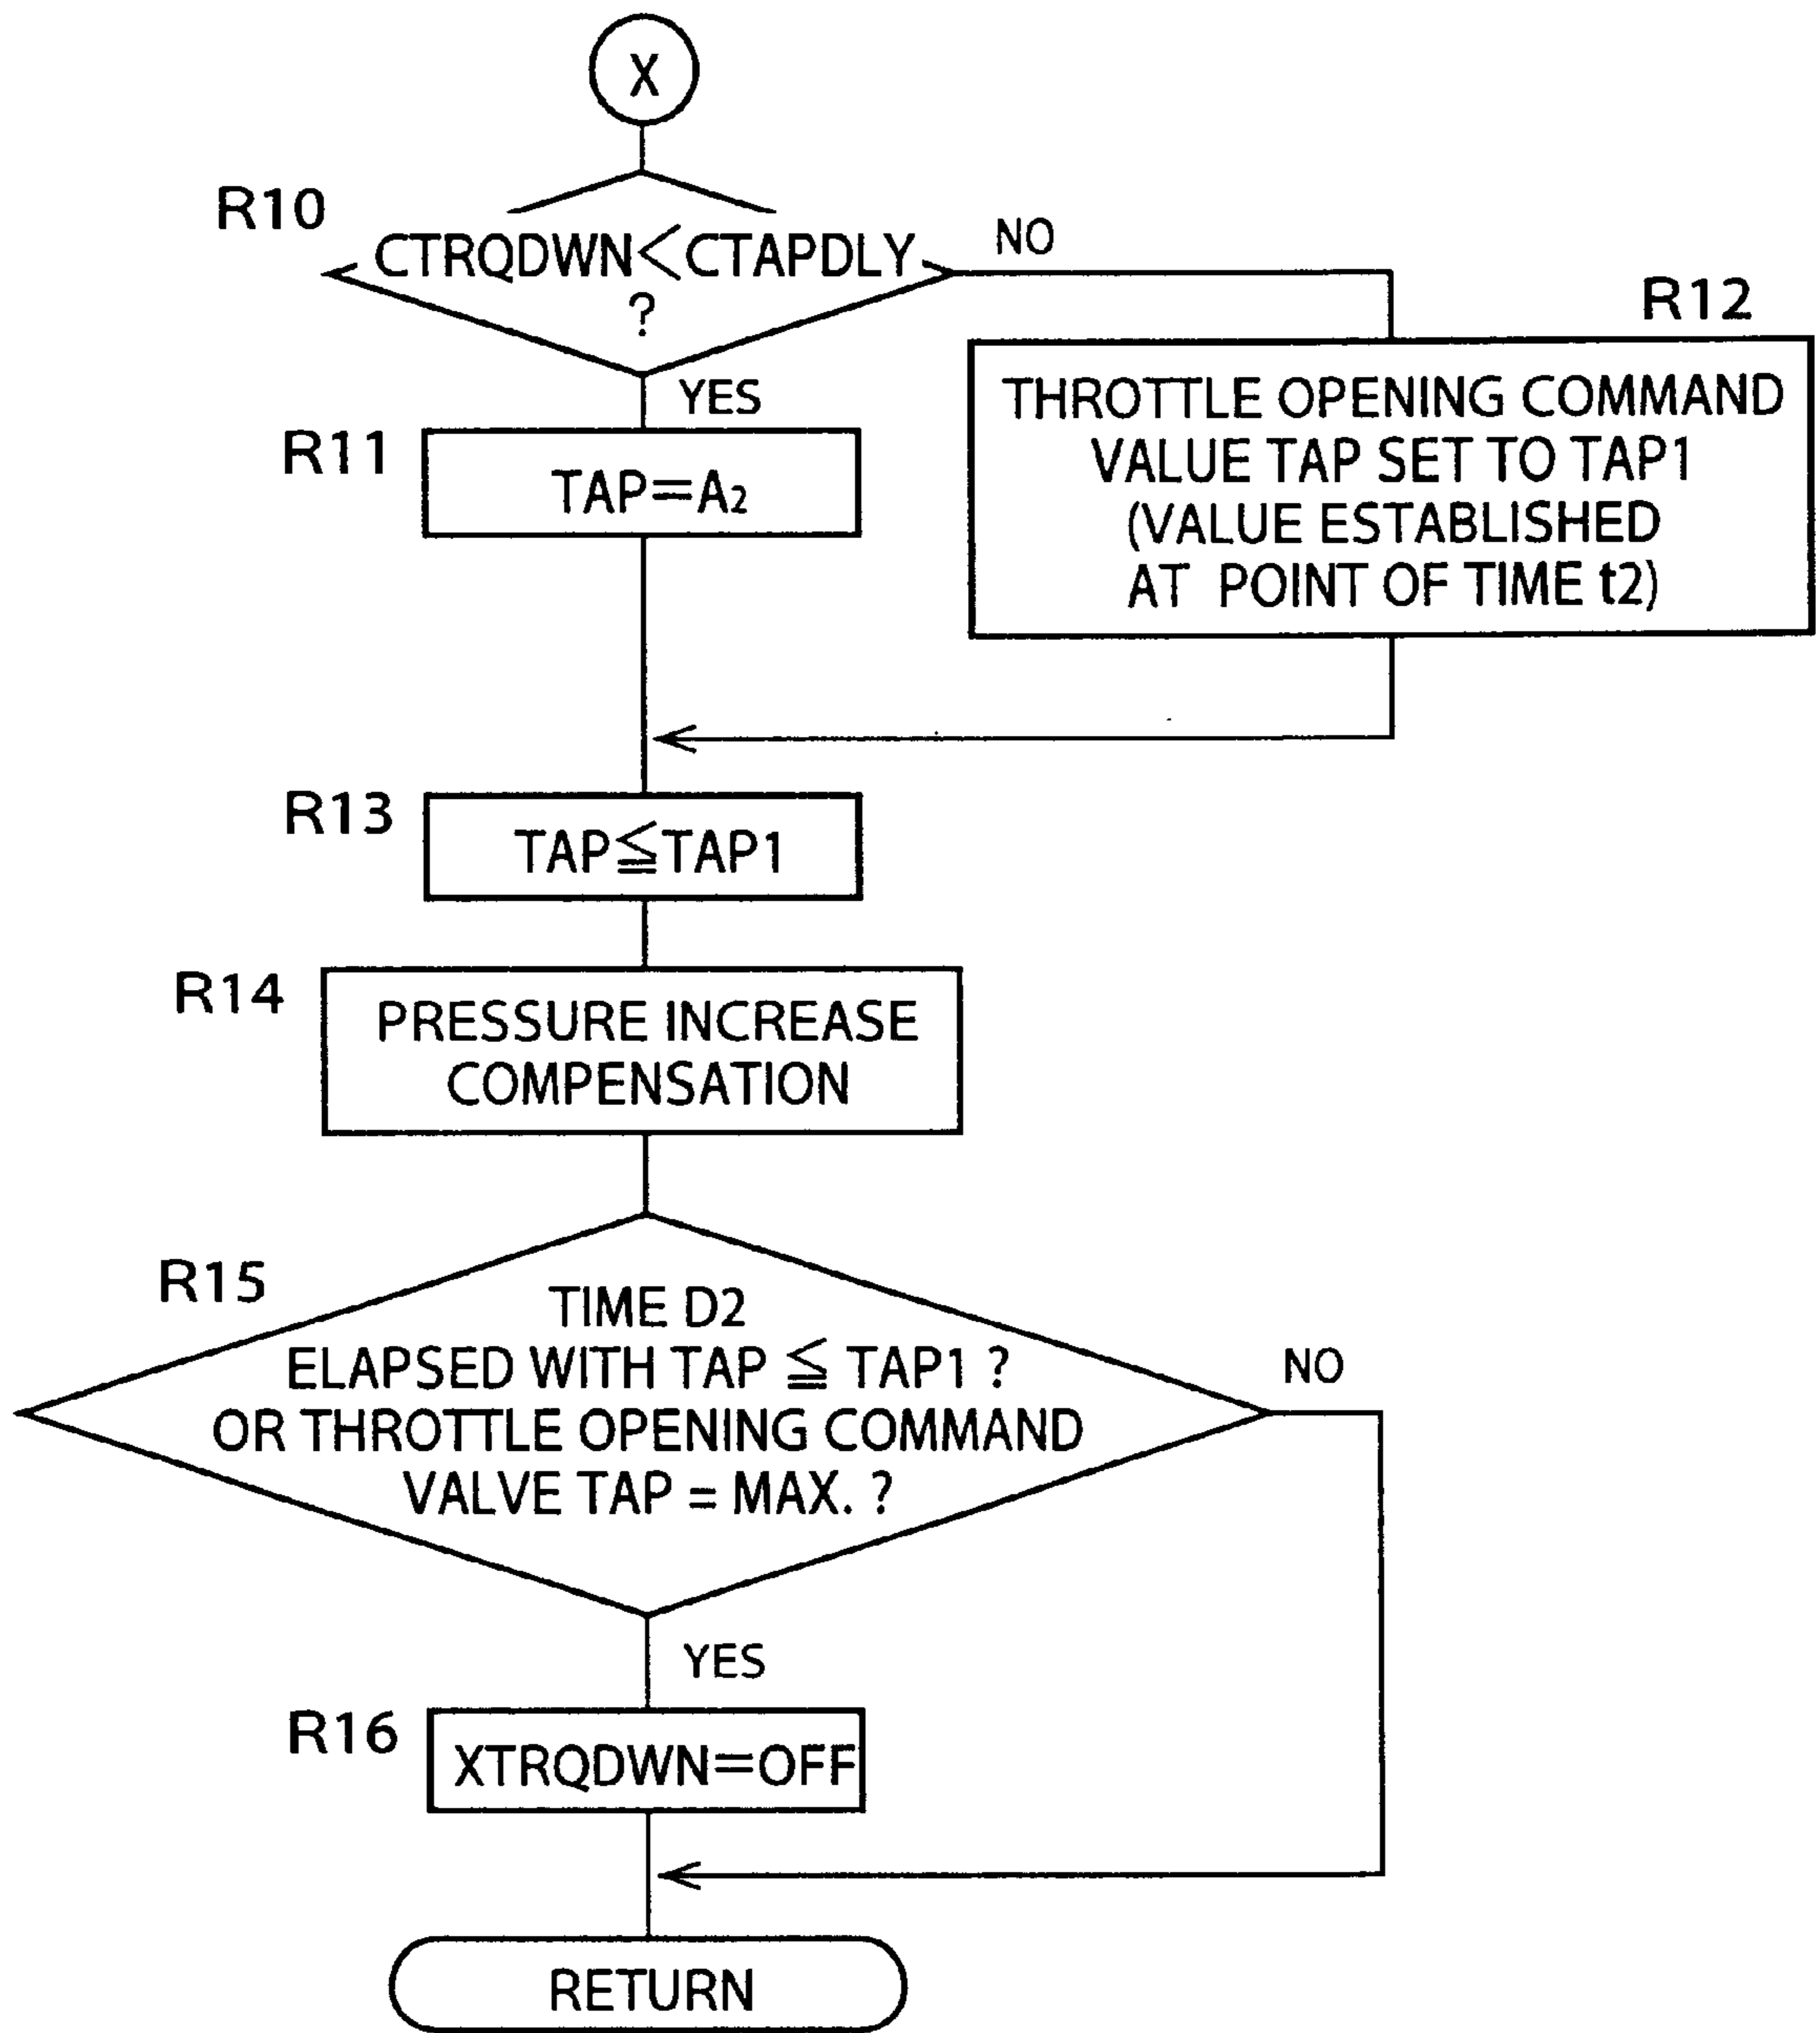 X
R10
CTRQDWN<CTAPDLY
?
NO
YES
R12
THROTTLE OPENING COMMAND
VALUE TAP SET TO TAP1
(VALUE ESTABLISHED
AT POINT OF TIME t2)
R11
TAP=A₂
R13
TAP≦TAP1
R14
PRESSURE INCREASE
COMPENSATION
R15
TIME D2
ELAPSED WITH TAP ≦ TAP1 ?
OR THROTTLE OPENING COMMAND
VALVE TAP = MAX. ?
NO
YES
R16
XTRQDWN=OFF
RETURN